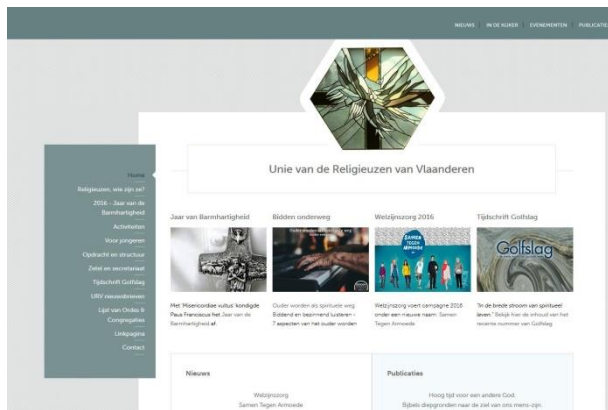 NIEUWS
IN DE KIJKER
EVENEMENTEN
PUBLICATIES
Home
Religieuzen, wie zijn ze?
2016 - Jaar van de
Barmhartigheid
Activiteiten
Voor jongeren
Opdracht en structuur
Zetel en secretariaat
Tijdschrift Golfslag
URV nieuwsbrieven
Lijst van Ordes &
Congregaties
Linkpagina
Contact
Unie van de Religieuzen van Vlaanderen
Jaar van Barmhartigheid
Met 'Misericordiae vultus' kondigde
Paus Franciscus het Jaar van de
Barmhartigheid af.
Bidden onderweg
Ouder worden als spirituele weg
Biddend en bezinnend luisteren -
7 aspecten van het ouder worden
Welzijnszorg 2016
SAMEN
TEGEN
ARMOEDE
Welzijnszorg voert campagne 2016
onder een nieuwe naam: Samen
Tegen Armoede
Tijdschrift Golfslag
Golfslag
"In de brede stroom van spiritueel
leven." Bekijk hier de inhoud van het
recente nummer van Golfslag
Nieuws
Welzijnszorg
Samen Tegen Armoede
Publicaties
Hoog tijd voor een andere God.
Bijbels diepgronden naar de ziel van ons mens-zijn.